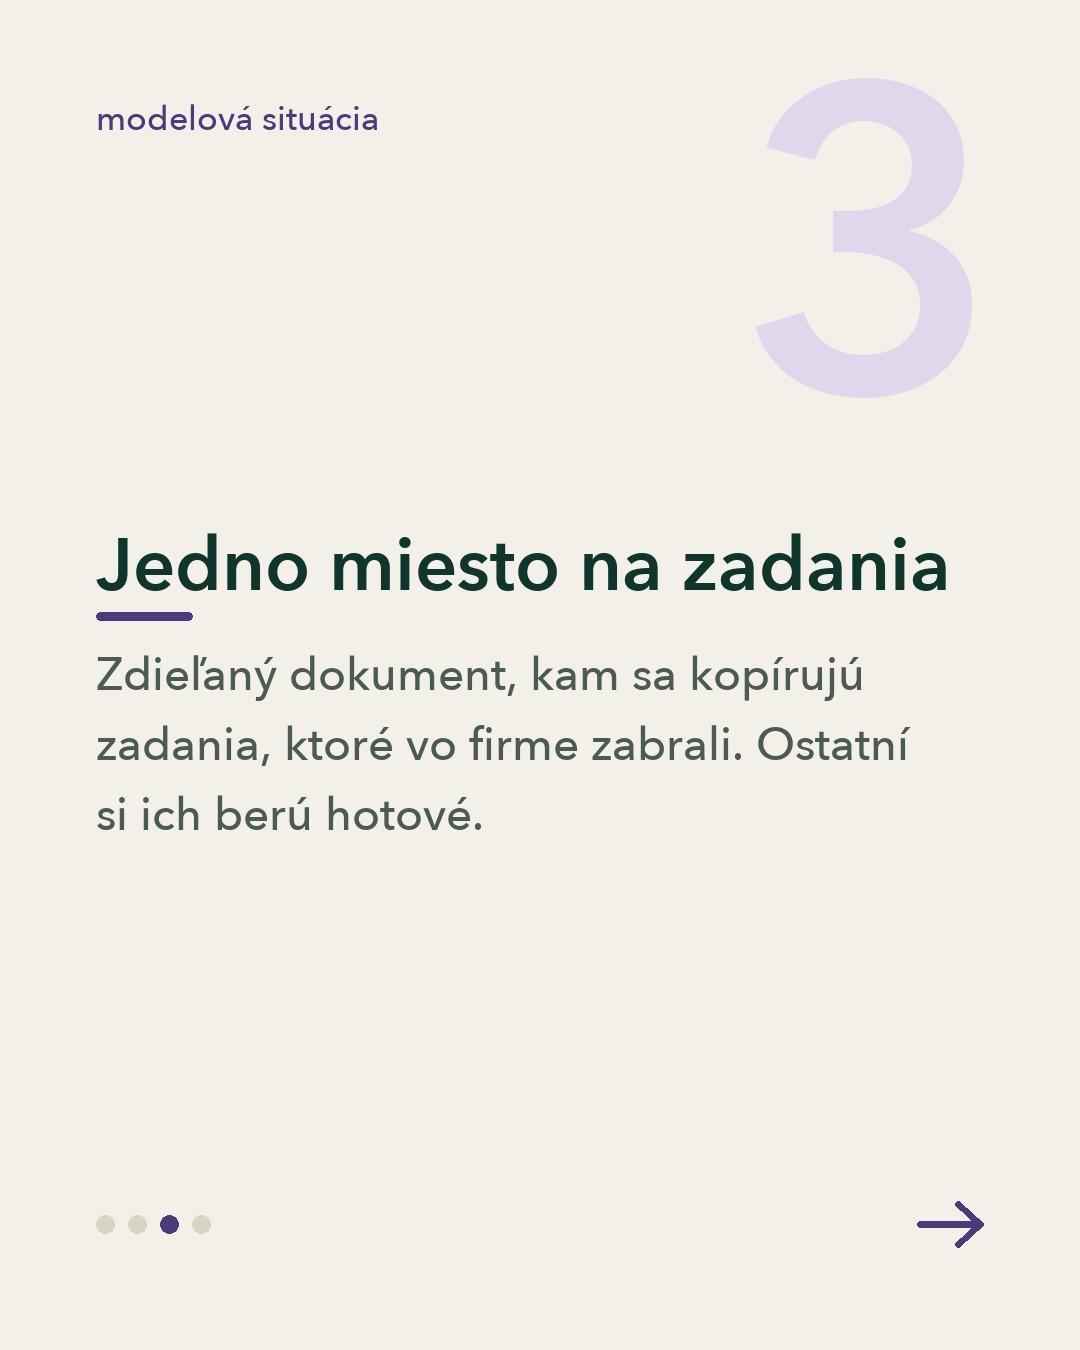 modelová situácia
3
Jedno miesto na zadania
Zdieľaný dokument, kam sa kopírujú
zadania, ktoré vo firme zabrali. Ostatní
si ich berú hotové.